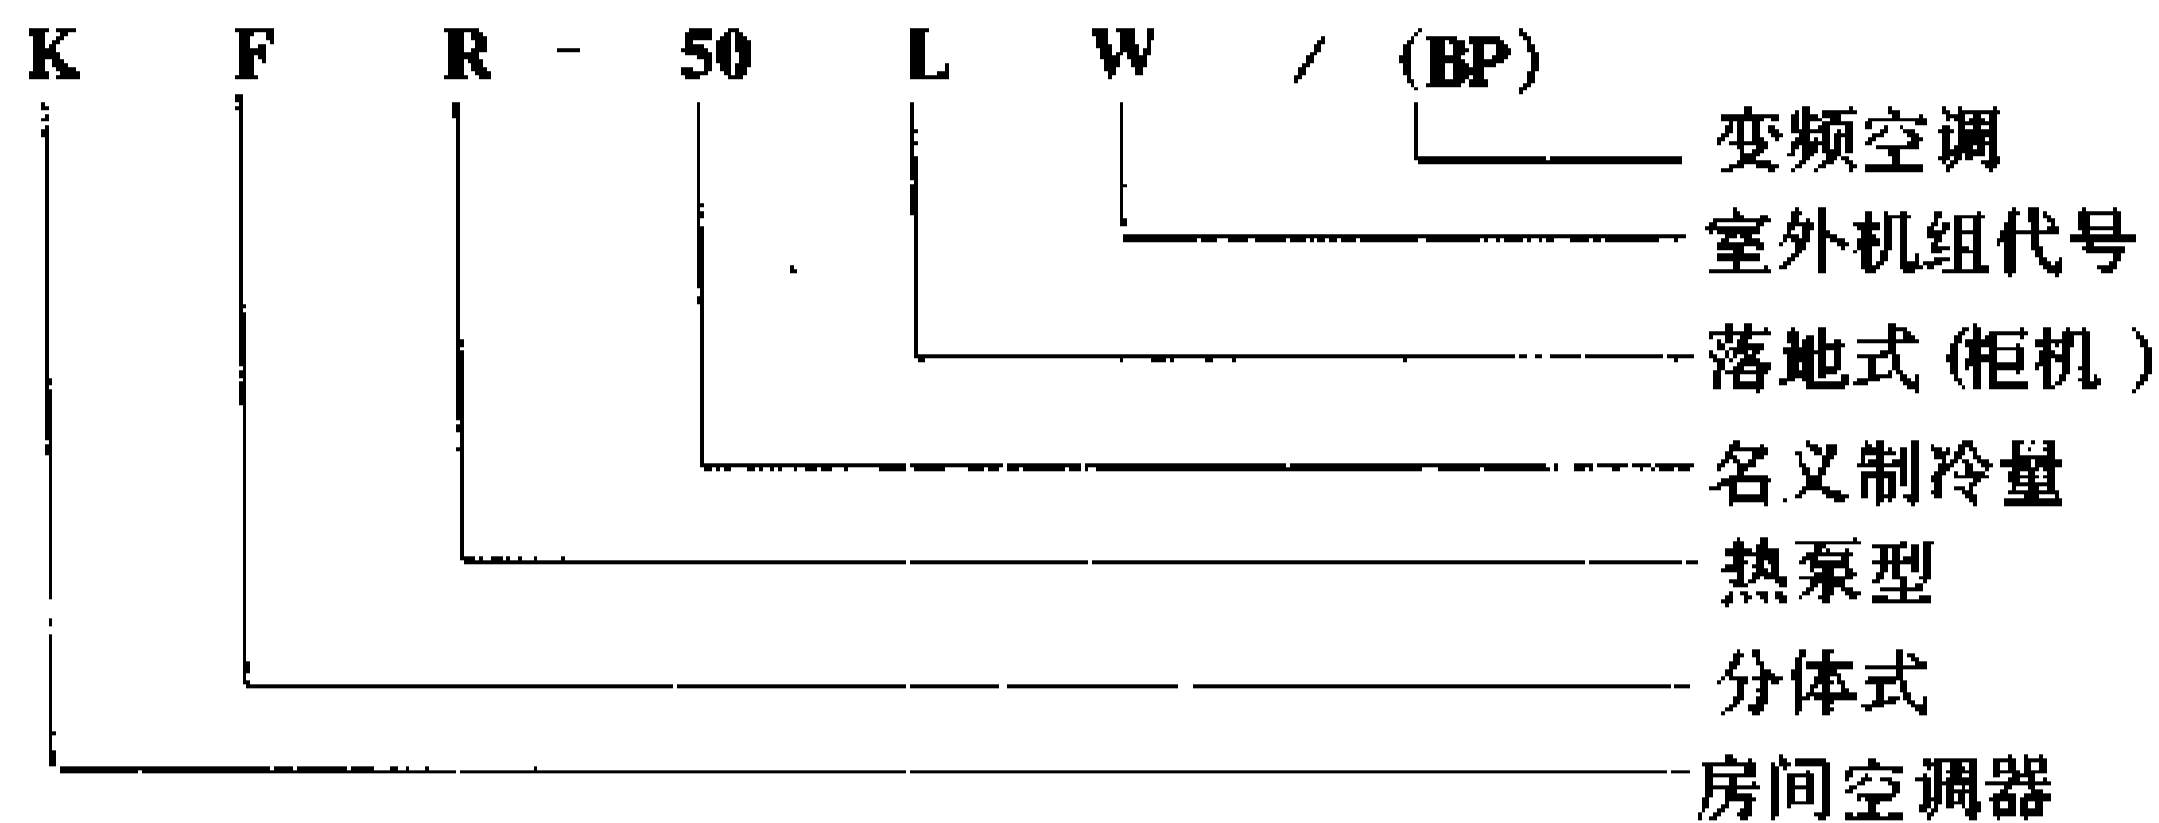 K F R - 50 L W / (BP)
变频空调
室外机组代号
落地式(柜机)
名义制冷量
热泵型
分体式
房间空调器